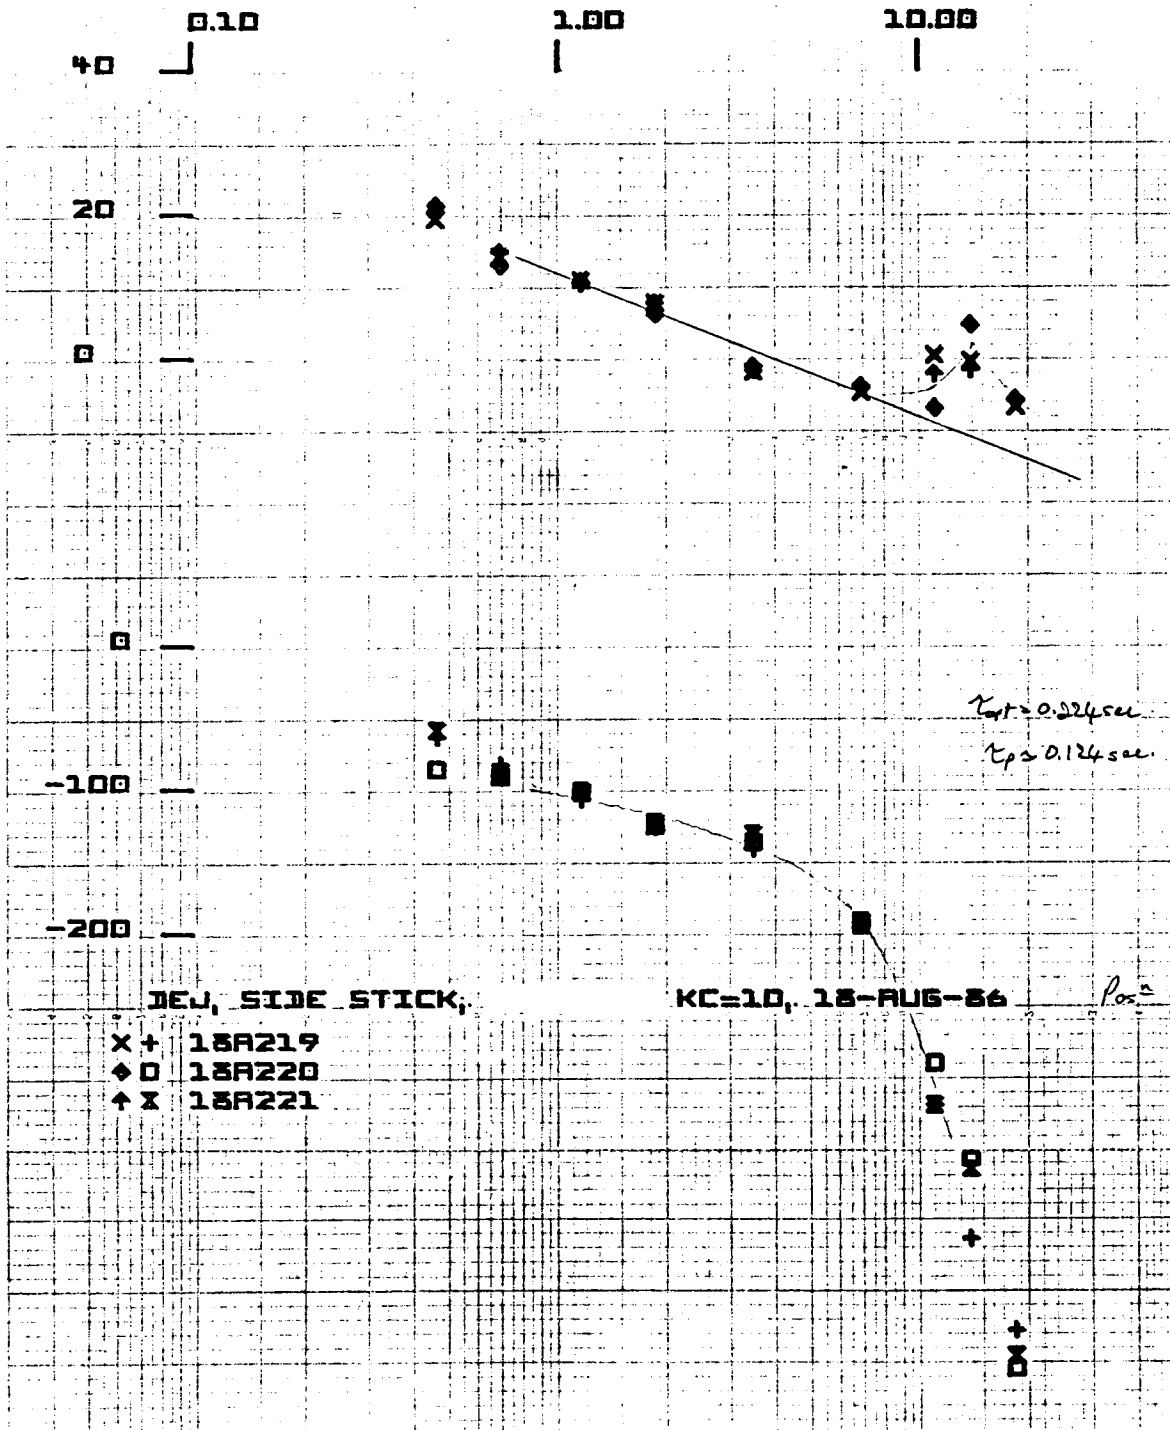 0.10 1.00 10.00
40
20
0
0
τ = 0.224 sec
-100
τp ≈ 0.124 sec.
-200
DEJ, SIDE STICK, KC=10, 18-AUG-86 Posn
18A219
18A220
18A221